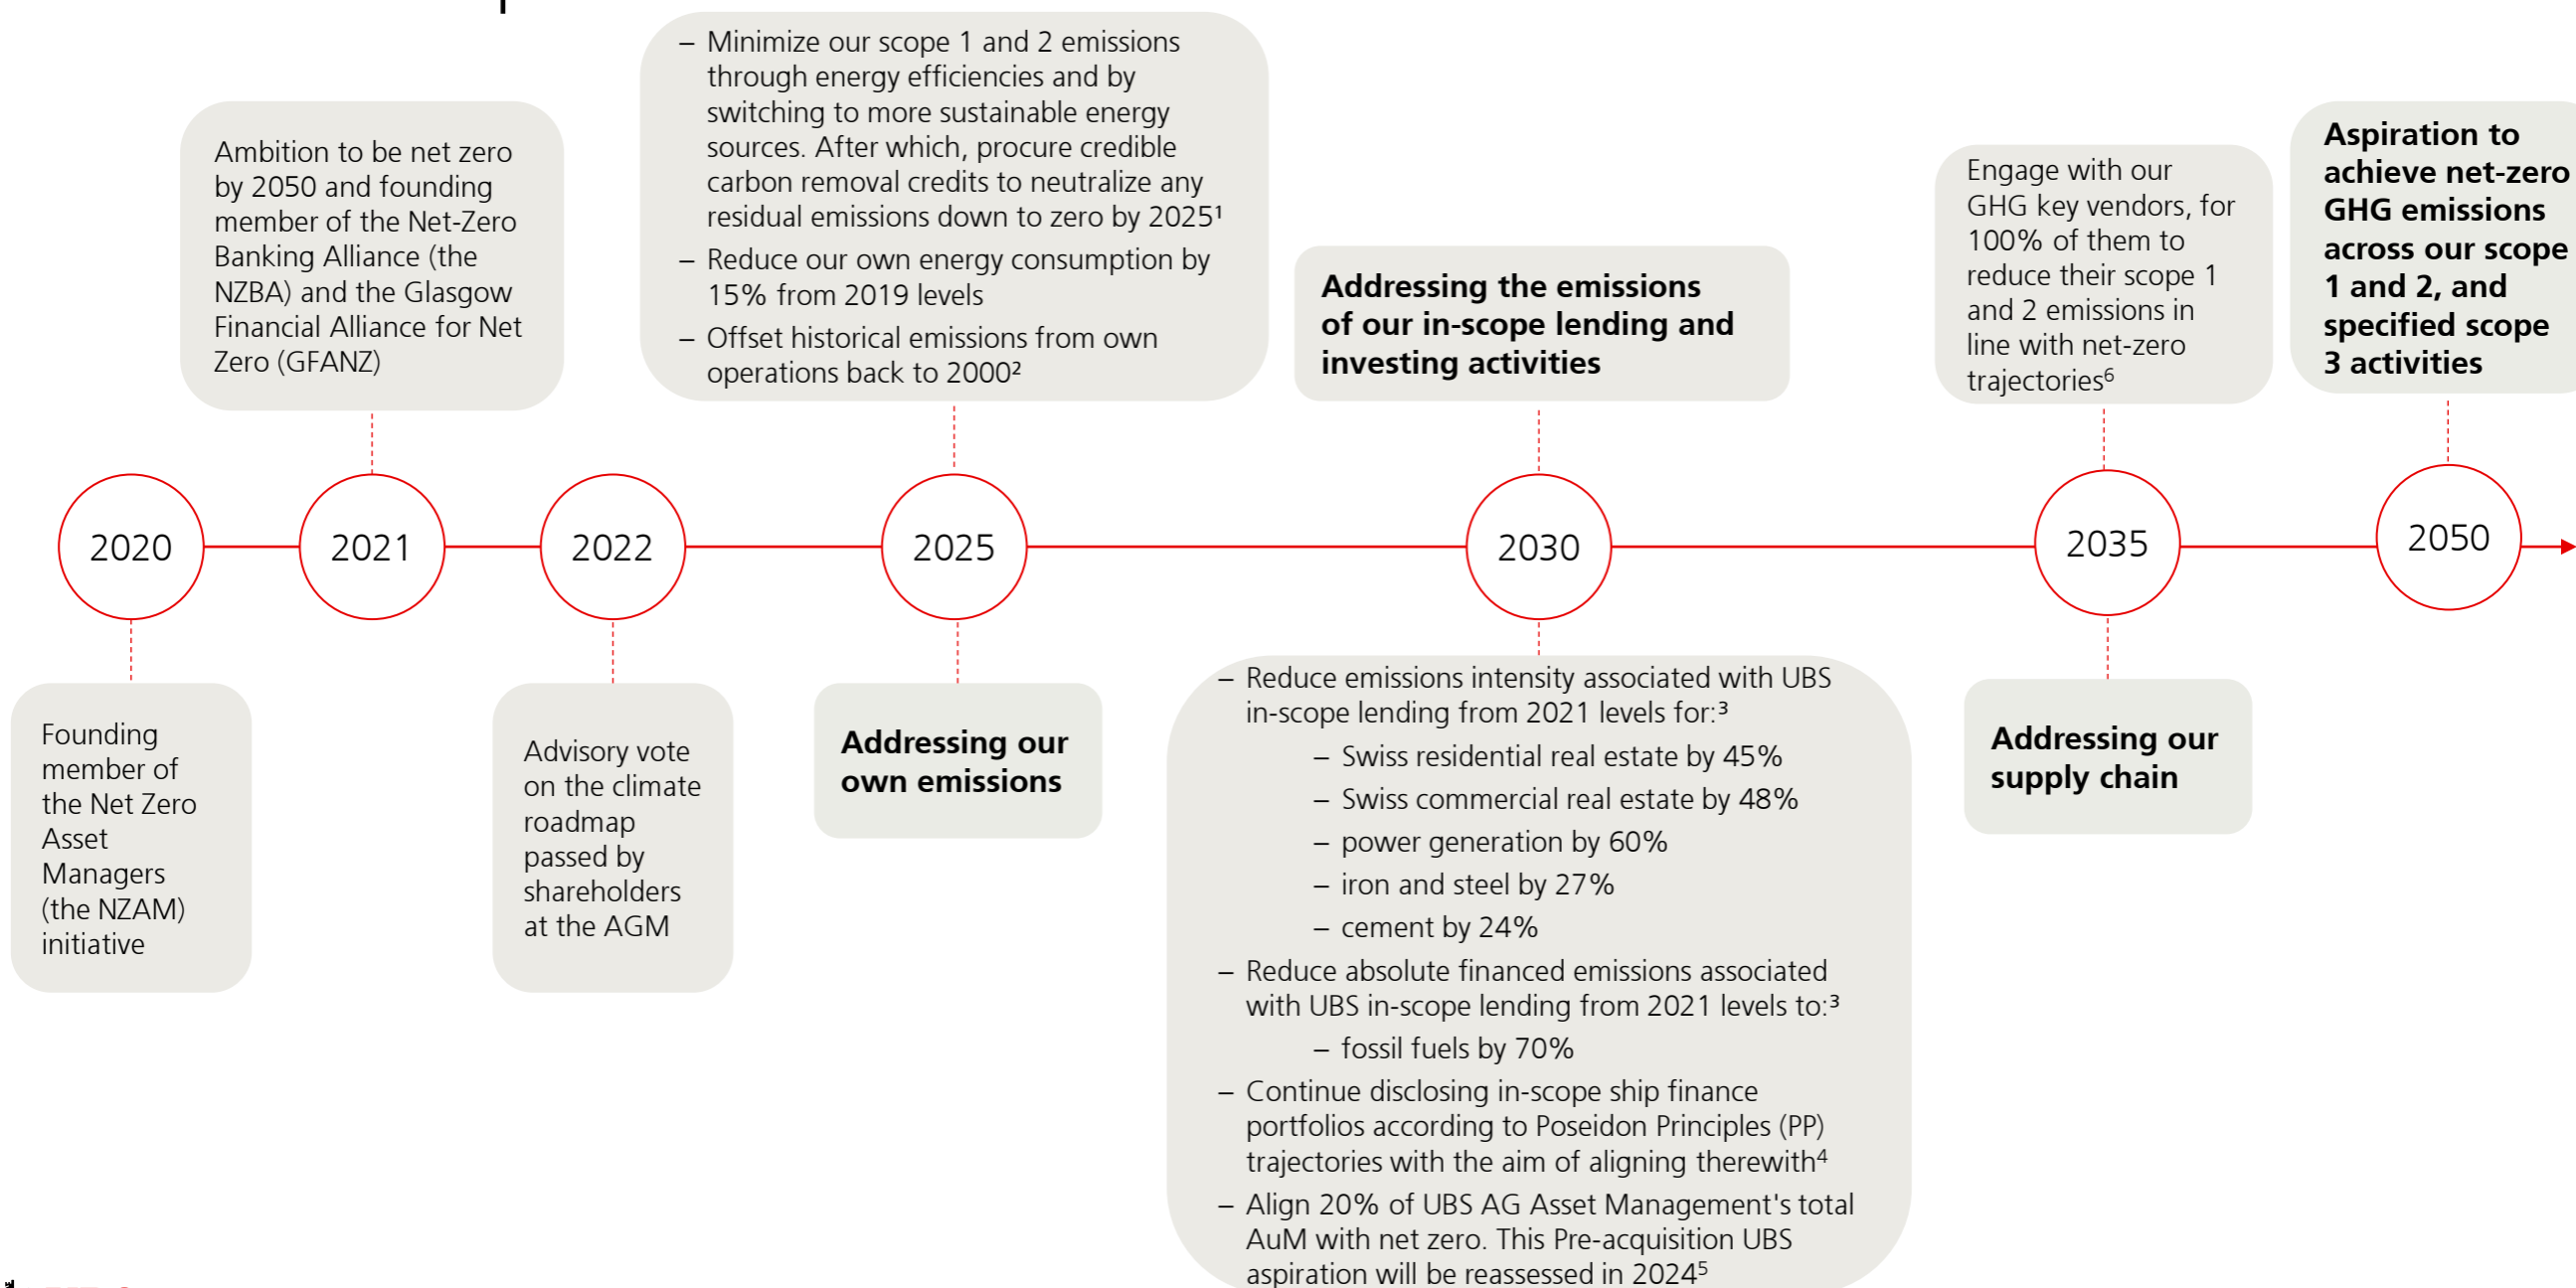 – Minimize our scope 1 and 2 emissions
through energy efficiencies and by
switching to more sustainable energy
sources. After which, procure credible
carbon removal credits to neutralize any
residual emissions down to zero by 2025¹
– Reduce our own energy consumption by
15% from 2019 levels
– Offset historical emissions from own
operations back to 2000²
Ambition to be net zero
by 2050 and founding
member of the Net-Zero
Banking Alliance (the
NZBA) and the Glasgow
Financial Alliance for Net
Zero (GFANZ)
Addressing the emissions
of our in-scope lending and
investing activities
Engage with our
GHG key vendors, for
100% of them to
reduce their scope 1
and 2 emissions in
line with net-zero
trajectories⁶
Aspiration to
achieve net-zero
GHG emissions
across our scope
1 and 2, and
specified scope
3 activities
2020
2021
2022
2025
2030
2035
2050
Founding
member of
the Net Zero
Asset
Managers
(the NZAM)
initiative
Advisory vote
on the climate
roadmap
passed by
shareholders
at the AGM
Addressing our
own emissions
– Reduce emissions intensity associated with UBS
in-scope lending from 2021 levels for:³
– Swiss residential real estate by 45%
– Swiss commercial real estate by 48%
– power generation by 60%
– iron and steel by 27%
– cement by 24%
– Reduce absolute financed emissions associated
with UBS in-scope lending from 2021 levels to:³
– fossil fuels by 70%
– Continue disclosing in-scope ship finance
portfolios according to Poseidon Principles (PP)
trajectories with the aim of aligning therewith⁴
– Align 20% of UBS AG Asset Management's total
AuM with net zero. This Pre-acquisition UBS
aspiration will be reassessed in 2024⁵
Addressing our
supply chain